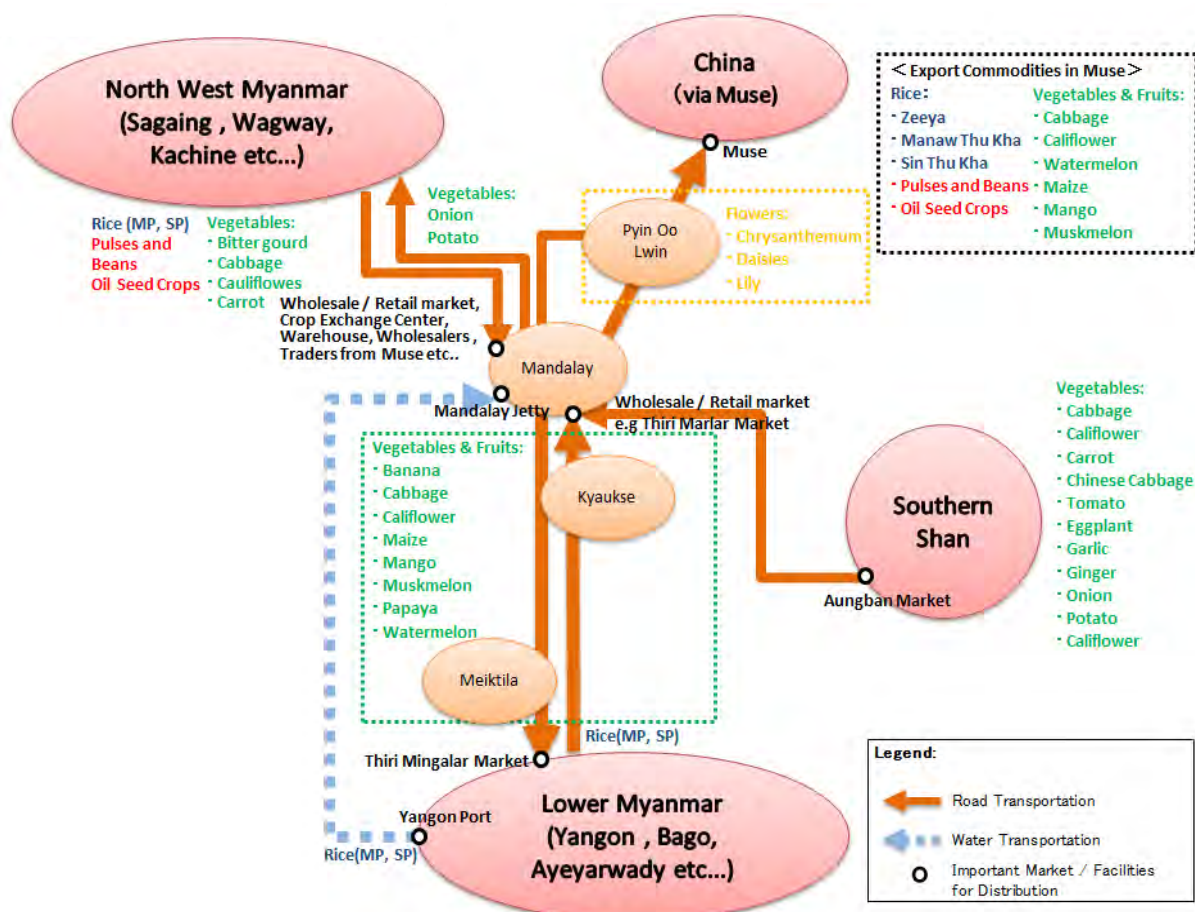 North West Myanmar
(Sagaing , Wagway,
Kachine etc...)
China
(via Muse)
Muse
< Export Commodities in Muse >
Rice:
- Zeeya
- Manaw Thu Kha
- Sin Thu Kha
- Pulses and Beans
- Oil Seed Crops
Vegetables & Fruits:
- Cabbage
- Califlower
- Watermelon
- Maize
- Mango
- Muskmelon
Rice (MP, SP)
Pulses and
Beans
Oil Seed Crops
Vegetables:
- Bitter gourd
- Cabbage
- Cauliflowes
- Carrot
Vegetables:
Onion
Potato
Pyin Oo
Lwin
Flowers:
- Chrysanthemum
- Daisies
- Lily
Wholesale / Retail market,
Crop Exchange Center,
Warehouse, Wholesalers ,
Traders from Muse etc..
Mandalay
Mandalay Jetty
Wholesale / Retail market
e.g Thiri Marlar Market
Vegetables & Fruits:
- Banana
- Cabbage
- Califlower
- Maize
- Mango
- Muskmelon
- Papaya
- Watermelon
Kyaukse
Meiktila
Southern
Shan
Aungban Market
Vegetables:
- Cabbage
- Califlower
- Carrot
- Chinese Cabbage
- Tomato
- Eggplant
- Garlic
- Ginger
- Onion
- Potato
- Califlower
Rice(MP, SP)
Thiri Mingalar Market
Yangon Port
Rice(MP, SP)
Lower Myanmar
(Yangon , Bago,
Ayeyarwady etc...)
Legend:
Road Transportation
Water Transportation
Important Market / Facilities
for Distribution